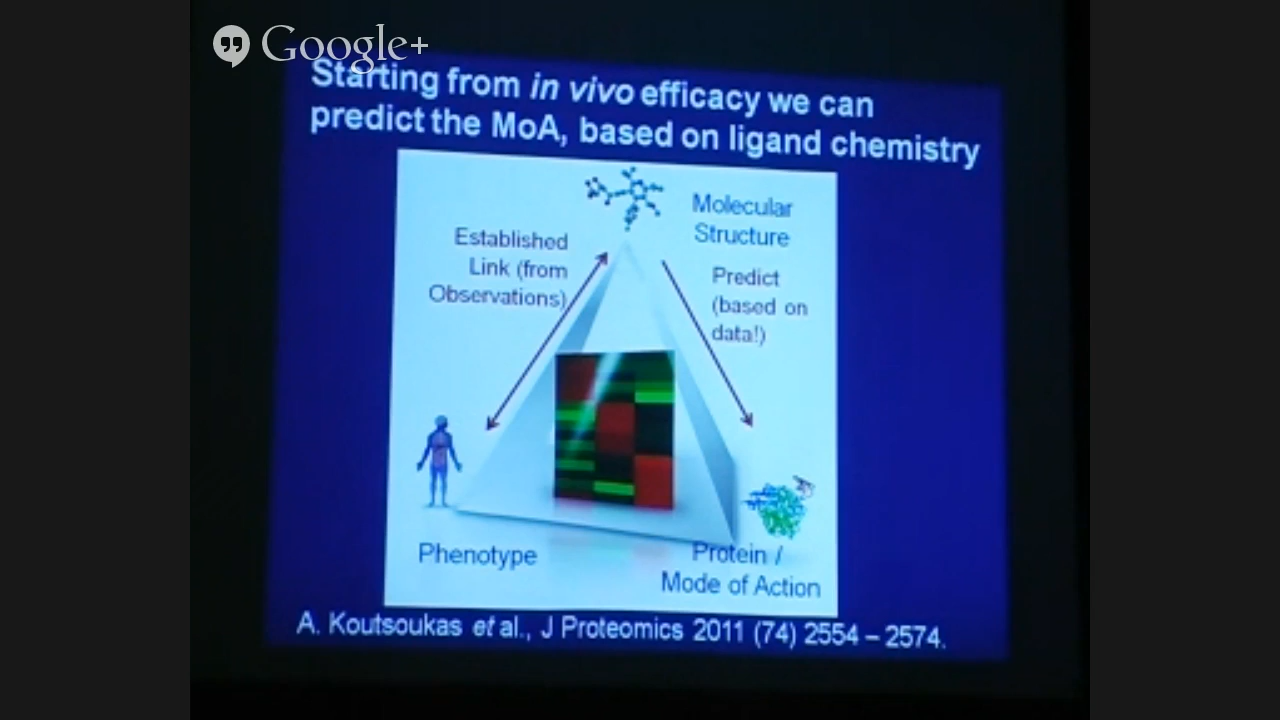 Google+
Starting from in vivo efficacy we can
predict the MoA, based on ligand chemistry
Molecular
Structure
Established
Link (from
Observations)
Predict
(based on
data!)
Phenotype
Protein /
Mode of Action
A. Koutsoukas et al., J Proteomics 2011 (74) 2554 – 2574.